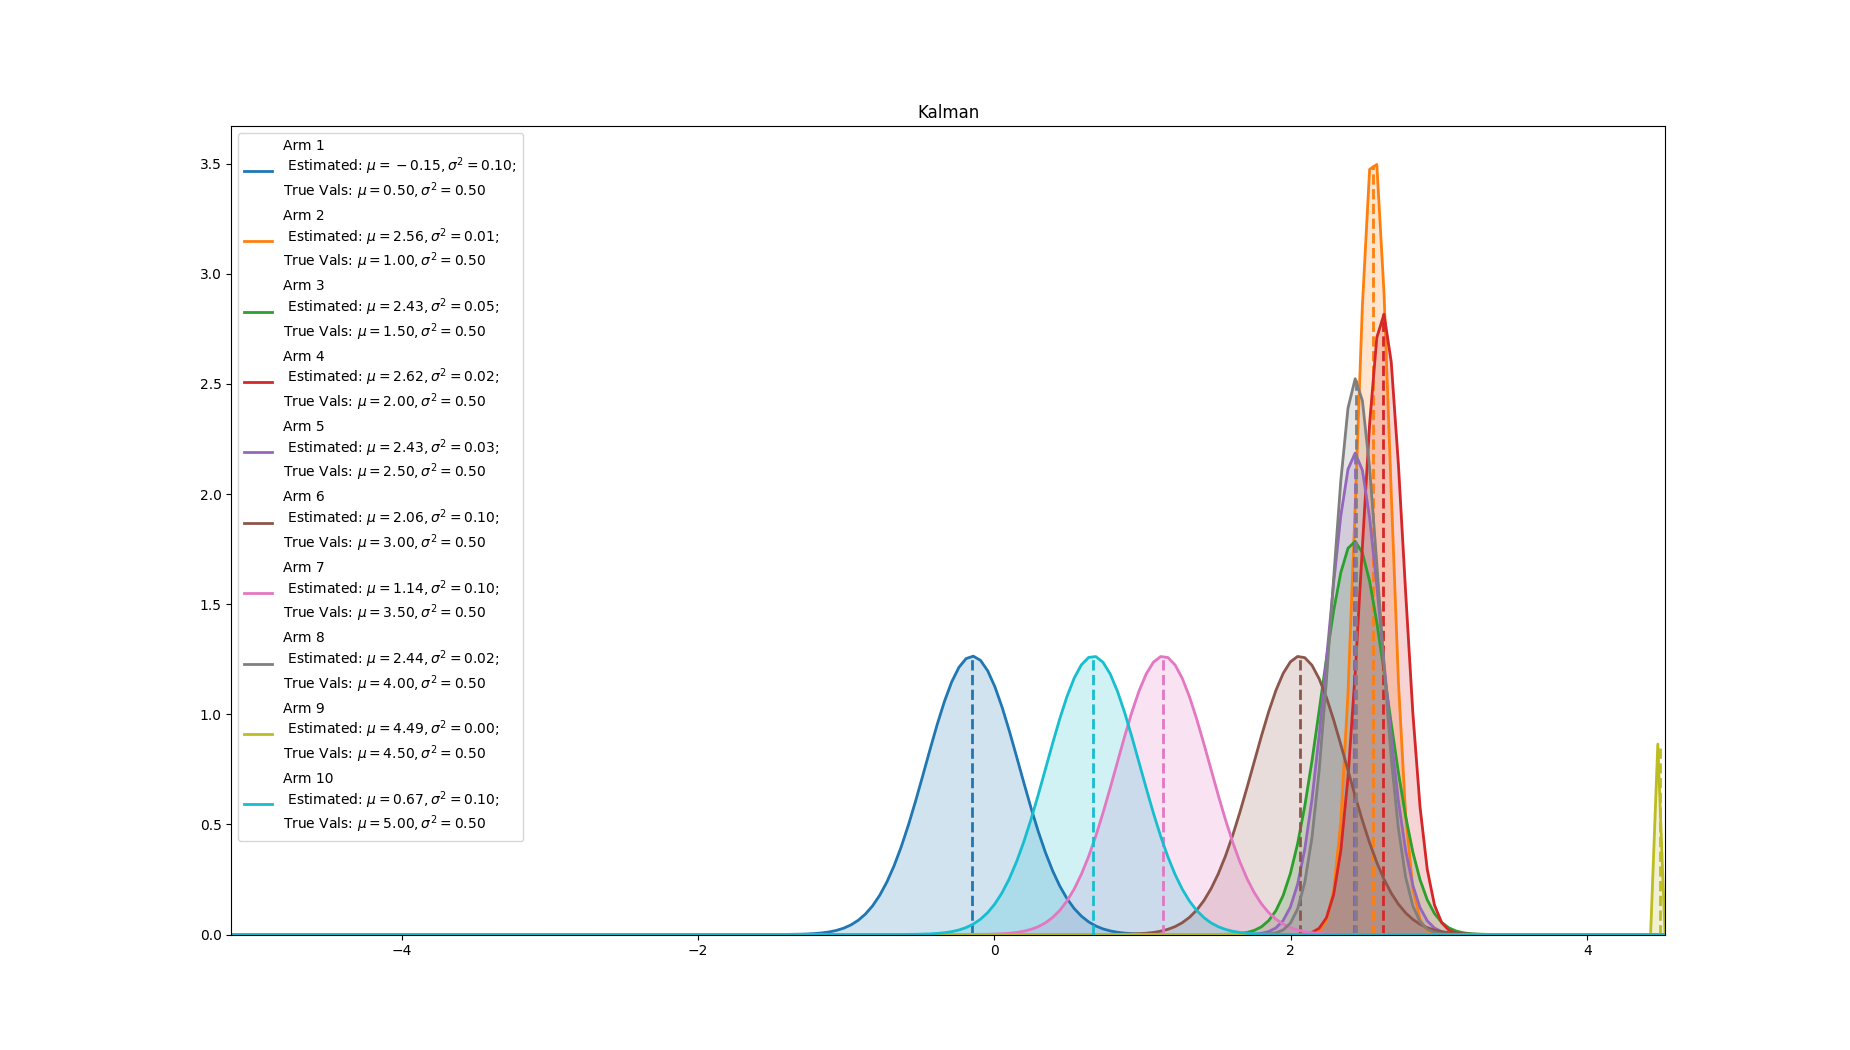 Kalman
Arm 1
Estimated: μ = −0.15, σ² = 0.10;
True Vals: μ = 0.50, σ² = 0.50
Arm 2
Estimated: μ = 2.56, σ² = 0.01;
True Vals: μ = 1.00, σ² = 0.50
Arm 3
Estimated: μ = 2.43, σ² = 0.05;
True Vals: μ = 1.50, σ² = 0.50
Arm 4
Estimated: μ = 2.62, σ² = 0.02;
True Vals: μ = 2.00, σ² = 0.50
Arm 5
Estimated: μ = 2.43, σ² = 0.03;
True Vals: μ = 2.50, σ² = 0.50
Arm 6
Estimated: μ = 2.06, σ² = 0.10;
True Vals: μ = 3.00, σ² = 0.50
Arm 7
Estimated: μ = 1.14, σ² = 0.10;
True Vals: μ = 3.50, σ² = 0.50
Arm 8
Estimated: μ = 2.44, σ² = 0.02;
True Vals: μ = 4.00, σ² = 0.50
Arm 9
Estimated: μ = 4.49, σ² = 0.00;
True Vals: μ = 4.50, σ² = 0.50
Arm 10
Estimated: μ = 0.67, σ² = 0.10;
True Vals: μ = 5.00, σ² = 0.50
3.5
3.0
2.5
2.0
1.5
1.0
0.5
0.0
−4 −2 0 2 4